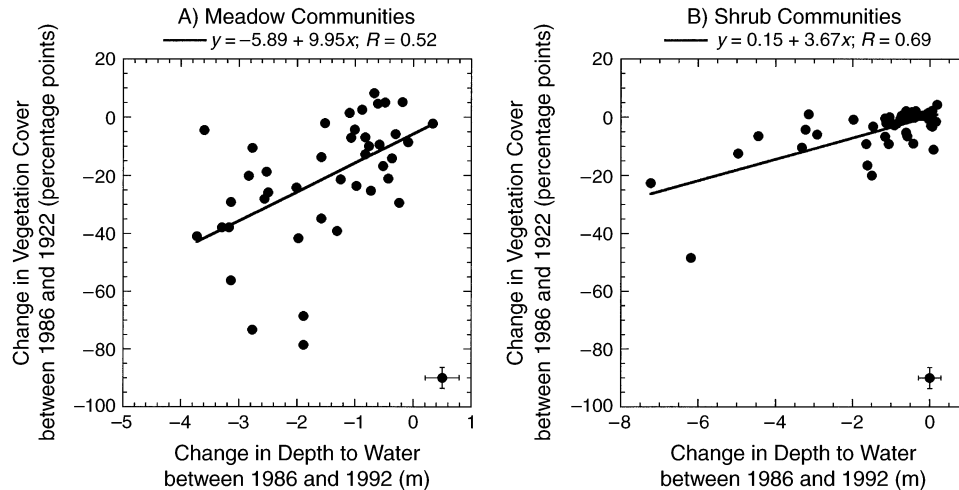 A) Meadow Communities
y = −5.89 + 9.95x; R = 0.52
20
0
−20
−40
−60
−80
−100
−5
−4
−3
−2
−1
0
1
Change in Vegetation Cover
between 1986 and 1922 (percentage points)
Change in Depth to Water
between 1986 and 1992 (m)
B) Shrub Communities
y = 0.15 + 3.67x; R = 0.69
20
0
−20
−40
−60
−80
−100
−8
−6
−4
−2
0
Change in Vegetation Cover
between 1986 and 1922 (percentage points)
Change in Depth to Water
between 1986 and 1992 (m)